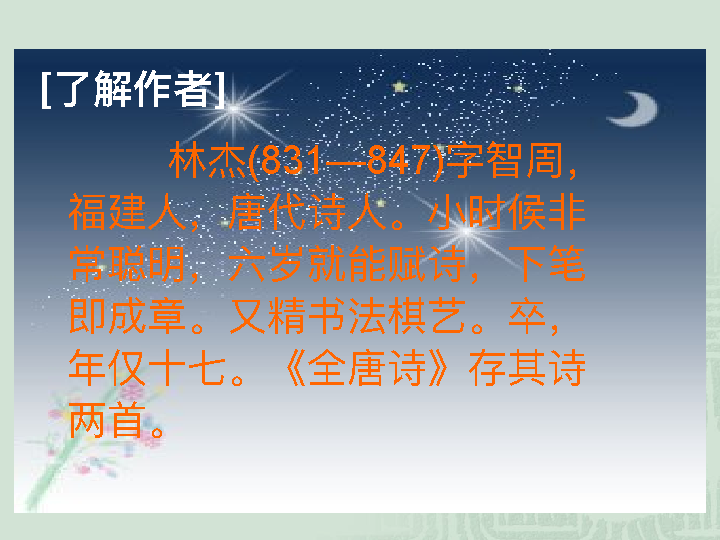 [了解作者]
林杰(831—847)字智周，
福建人，唐代诗人。小时候非
常聪明，六岁就能赋诗，下笔
即成章。又精书法棋艺。卒，
年仅十七。《全唐诗》存其诗
两首。